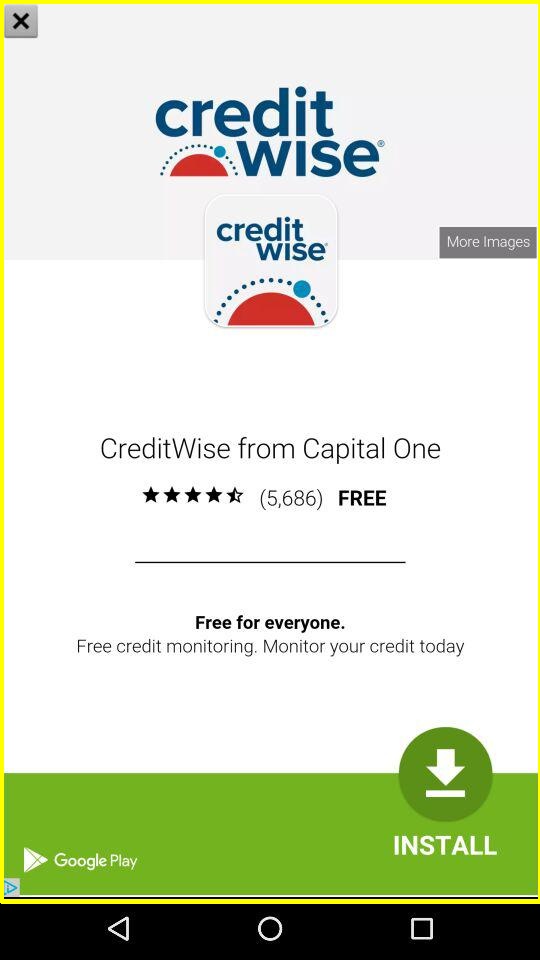 credit
wise®
More Images
credit
wise
CreditWise from Capital One
(5,686) FREE
Free for everyone.
Free credit monitoring. Monitor your credit today
INSTALL
Google Play